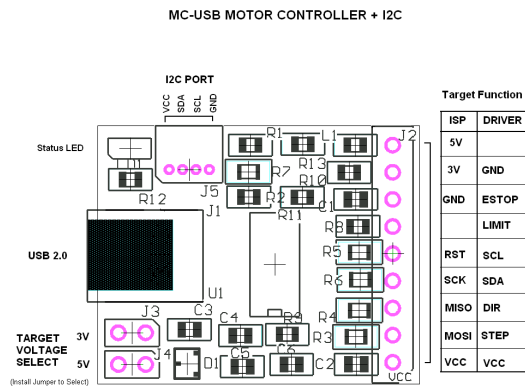 MC-USB MOTOR CONTROLLER + I2C
I2C PORT
VCC SDA SCL GND
Target Function
ISP DRIVER
5V
3V GND
GND ESTOP
LIMIT
RST SCL
SCK SDA
MISO DIR
MOSI STEP
VCC VCC
Status LED
R1 L1 J2
R7 R13
R10
J5 R2 C1
R12 J1 R11
R8
R5
USB 2.0
R6
U1
J3 C3 C4 R9 R4
TARGET
VOLTAGE
SELECT
3V
5V
R3
J4 D1 C5 C6 C2
VCC
(Install Jumper to Select)